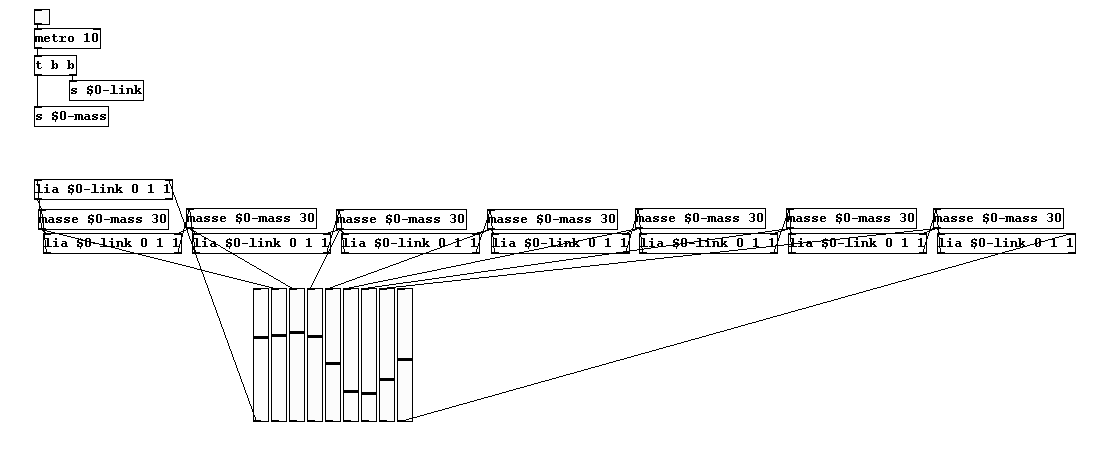 metro 10
t b b
s $0-link
s $0-mass
lia $0-link 0 1 1
masse $0-mass 30 masse $0-mass 30 masse $0-mass 30 masse $0-mass 30 masse $0-mass 30 masse $0-mass 30 masse $0-mass 30
lia $0-link 0 1 1 lia $0-link 0 1 1 lia $0-link 0 1 1 lia $0-link 0 1 1 lia $0-link 0 1 1 lia $0-link 0 1 1 lia $0-link 0 1 1